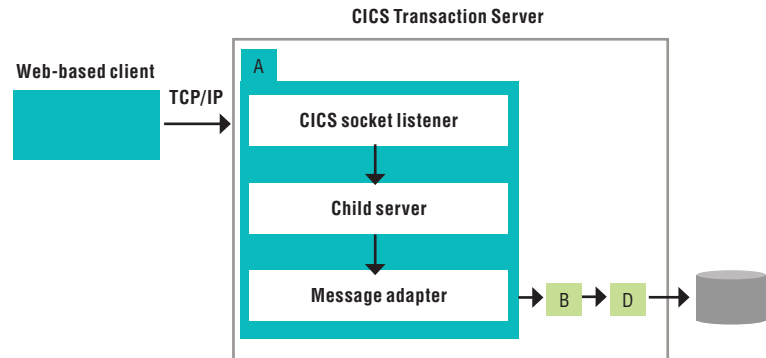 CICS Transaction Server
Web-based client
TCP/IP
A
CICS socket listener
Child server
Message adapter
B
D